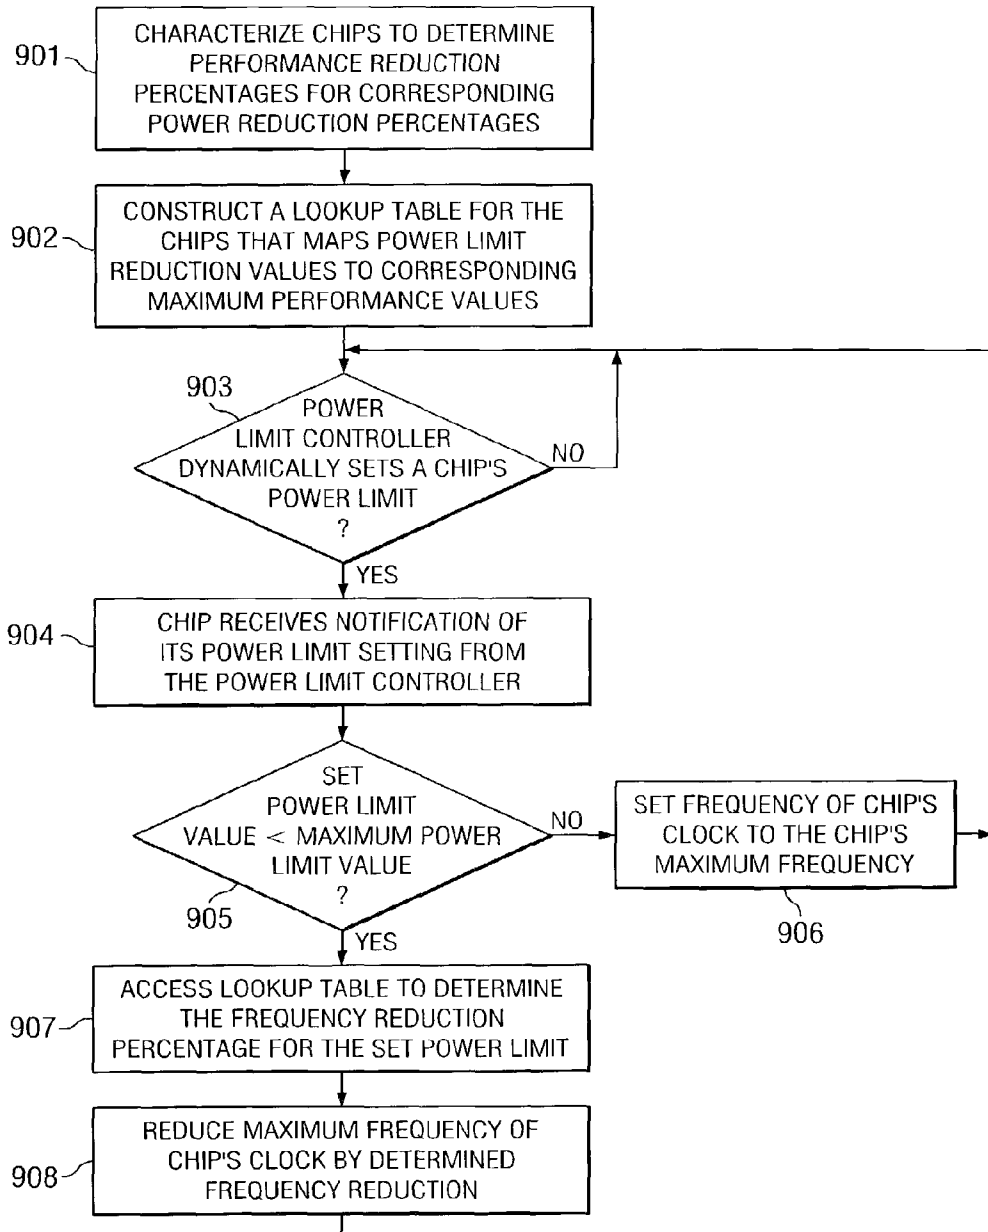 901
CHARACTERIZE CHIPS TO DETERMINE
PERFORMANCE REDUCTION
PERCENTAGES FOR CORRESPONDING
POWER REDUCTION PERCENTAGES
902
CONSTRUCT A LOOKUP TABLE FOR THE
CHIPS THAT MAPS POWER LIMIT
REDUCTION VALUES TO CORRESPONDING
MAXIMUM PERFORMANCE VALUES
903
POWER
LIMIT CONTROLLER
DYNAMICALLY SETS A CHIP'S
POWER LIMIT
?
NO
YES
904
CHIP RECEIVES NOTIFICATION OF
ITS POWER LIMIT SETTING FROM
THE POWER LIMIT CONTROLLER
SET
POWER LIMIT
VALUE < MAXIMUM POWER
LIMIT VALUE
?
905
NO
YES
SET FREQUENCY OF CHIP'S
CLOCK TO THE CHIP'S
MAXIMUM FREQUENCY
906
907
ACCESS LOOKUP TABLE TO DETERMINE
THE FREQUENCY REDUCTION
PERCENTAGE FOR THE SET POWER LIMIT
908
REDUCE MAXIMUM FREQUENCY OF
CHIP'S CLOCK BY DETERMINED
FREQUENCY REDUCTION